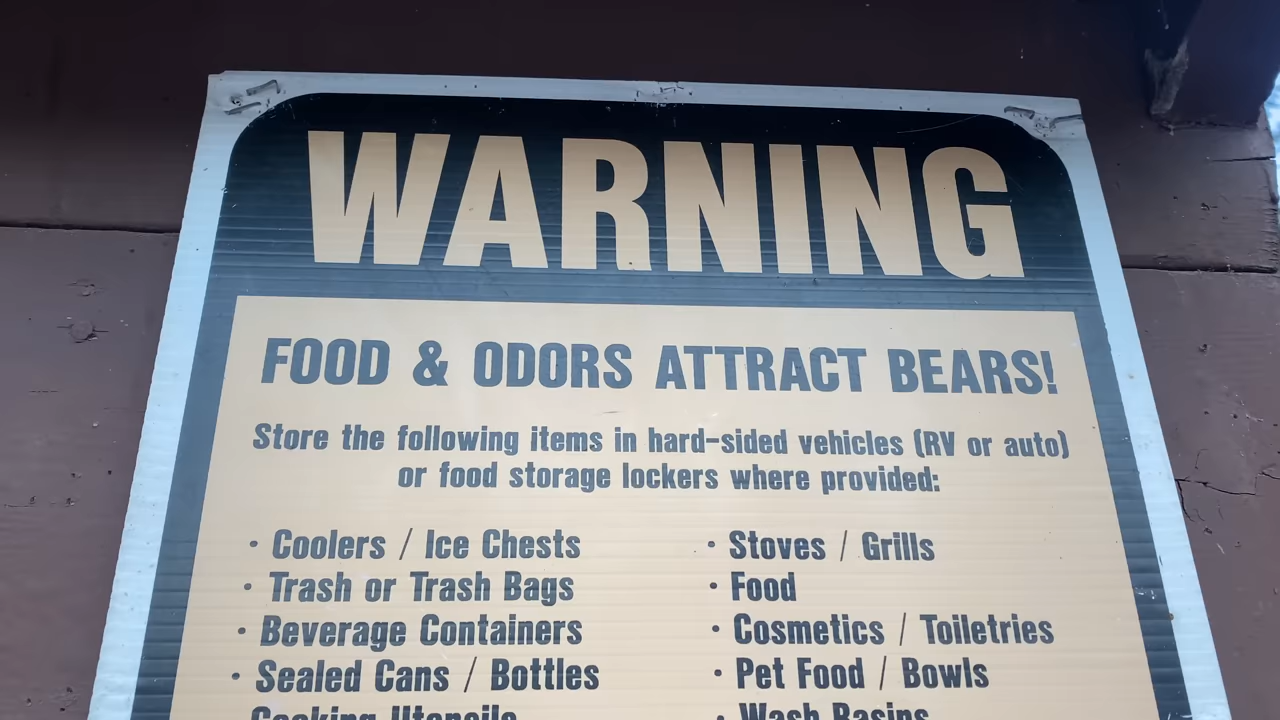 WARNING
FOOD & ODORS ATTRACT BEARS!
Store the following items in hard-sided vehicles (RV or auto)
or food storage lockers where provided:
· Coolers / Ice Chests
· Trash or Trash Bags
· Beverage Containers
· Sealed Cans / Bottles
Cooking Utensils
· Stoves / Grills
· Food
· Cosmetics / Toiletries
· Pet Food / Bowls
· Wash Basins